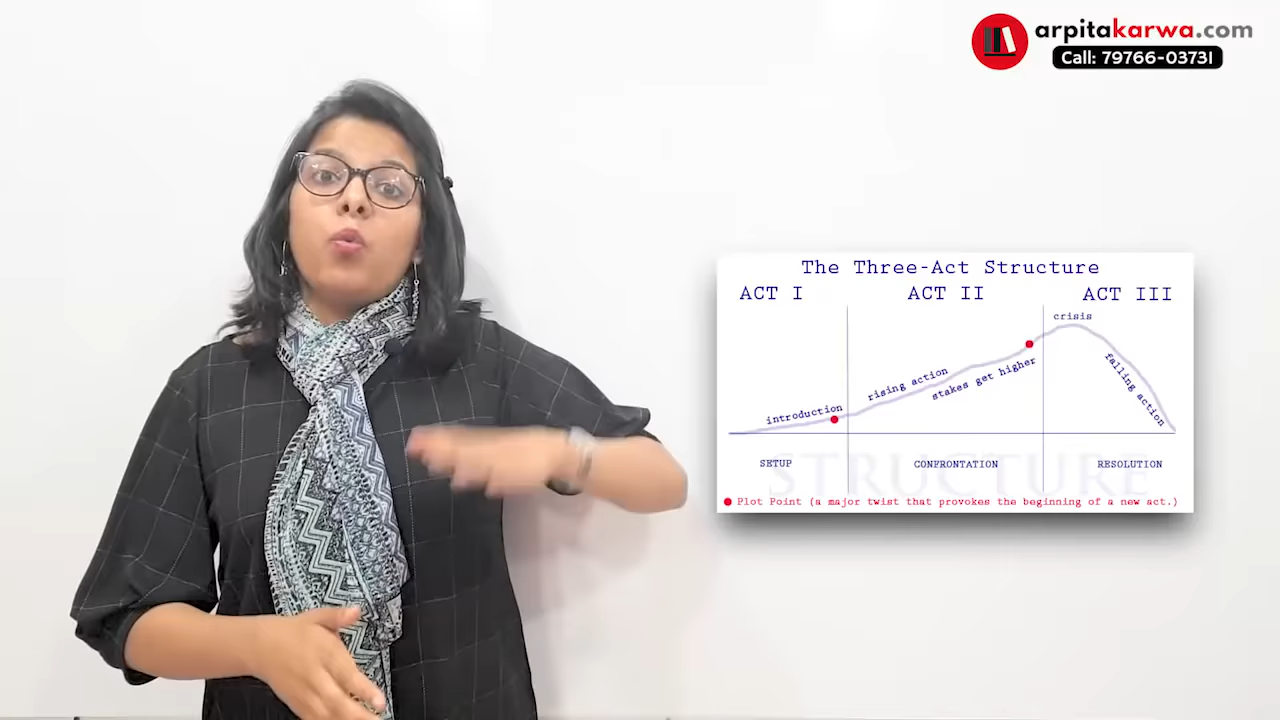 arpitakarwa.com
Call: 79766-03731
The Three-Act Structure
ACT I
ACT II
ACT III
crisis
introduction
rising action
stakes get higher
falling action
STRUCTURE
SETUP
CONFRONTATION
RESOLUTION
Plot Point (a major twist that provokes the beginning of a new act.)